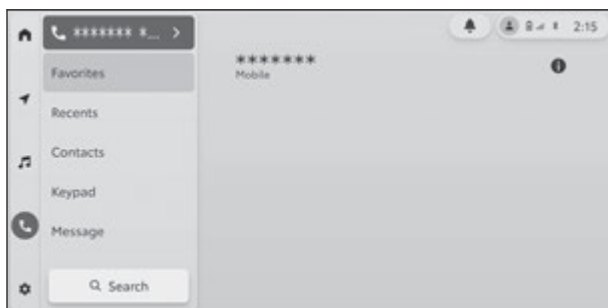 ******* *...
2:15
Favorites
*******
Mobile
Recents
Contacts
Keypad
Message
Search